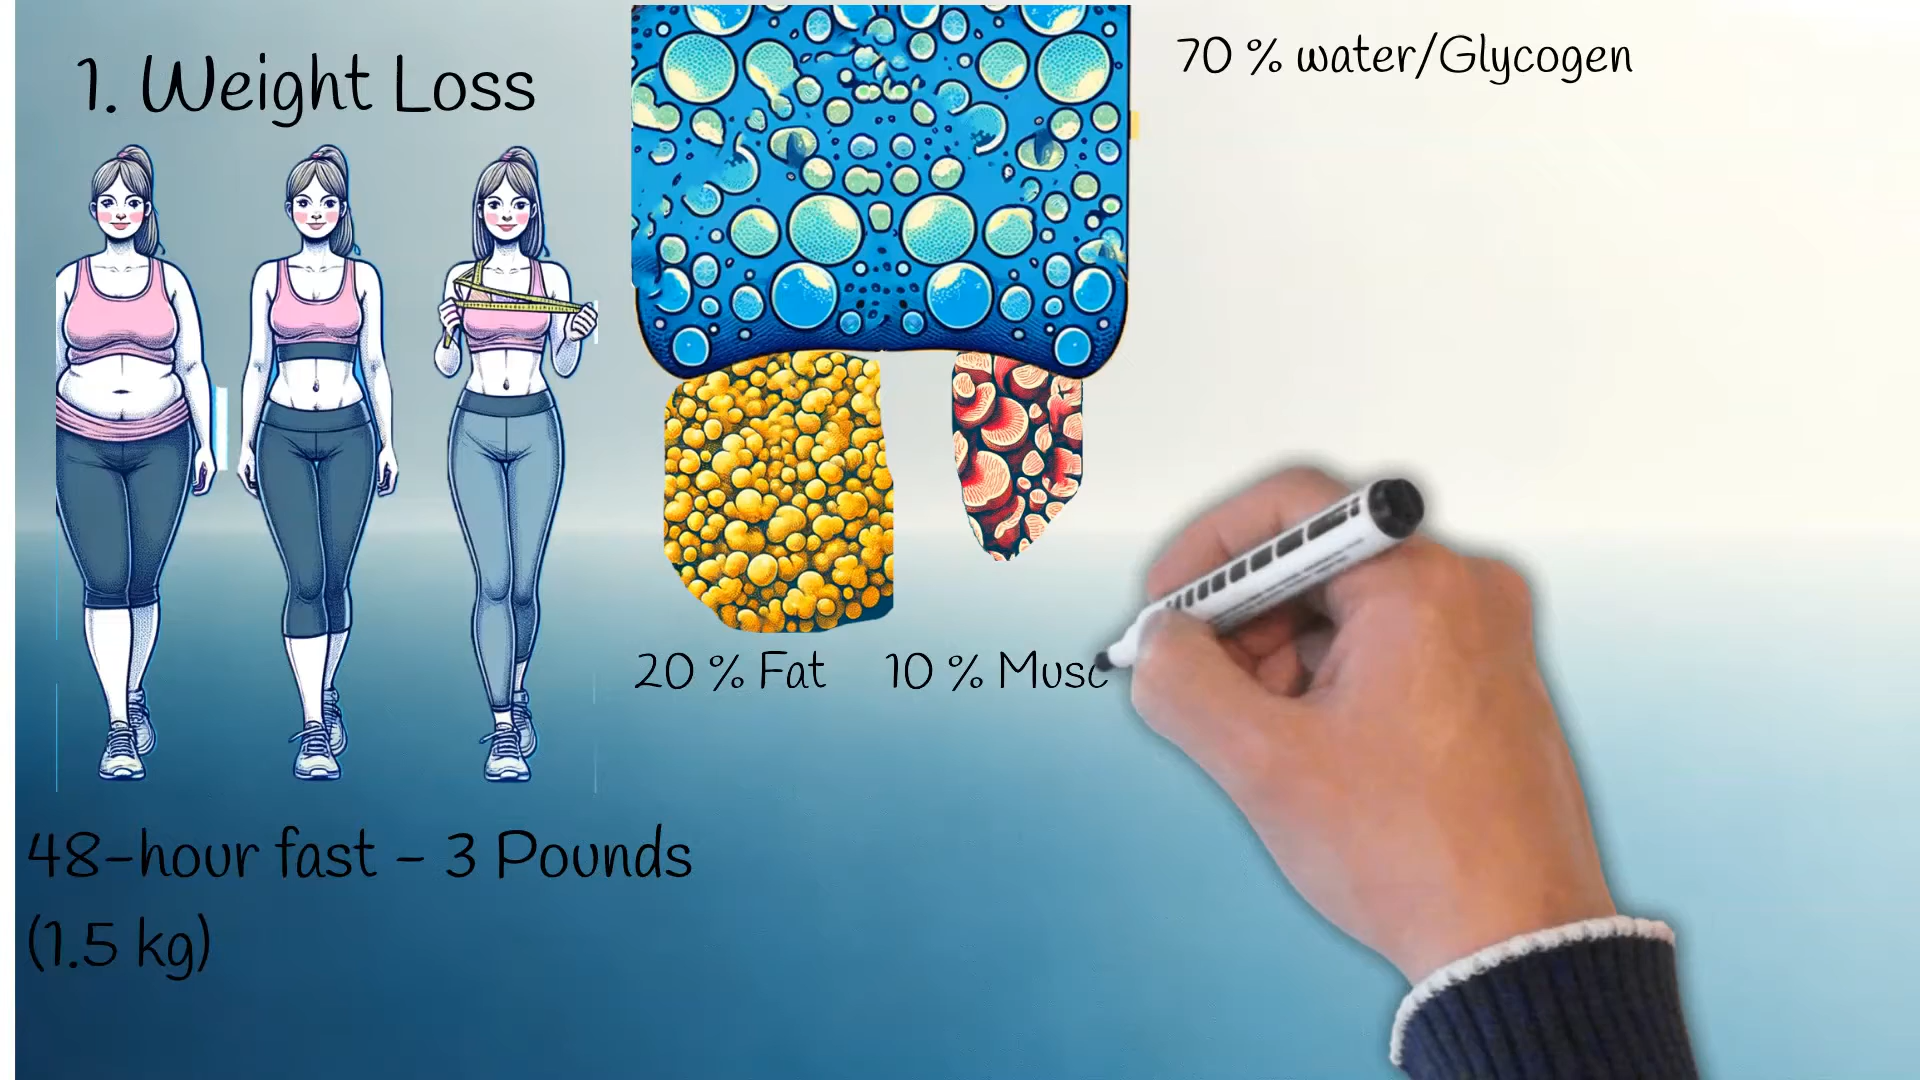 1. Weight Loss
70 % water/Glycogen
20 % Fat
10 % Musc
48-hour fast - 3 Pounds
(1.5 kg)